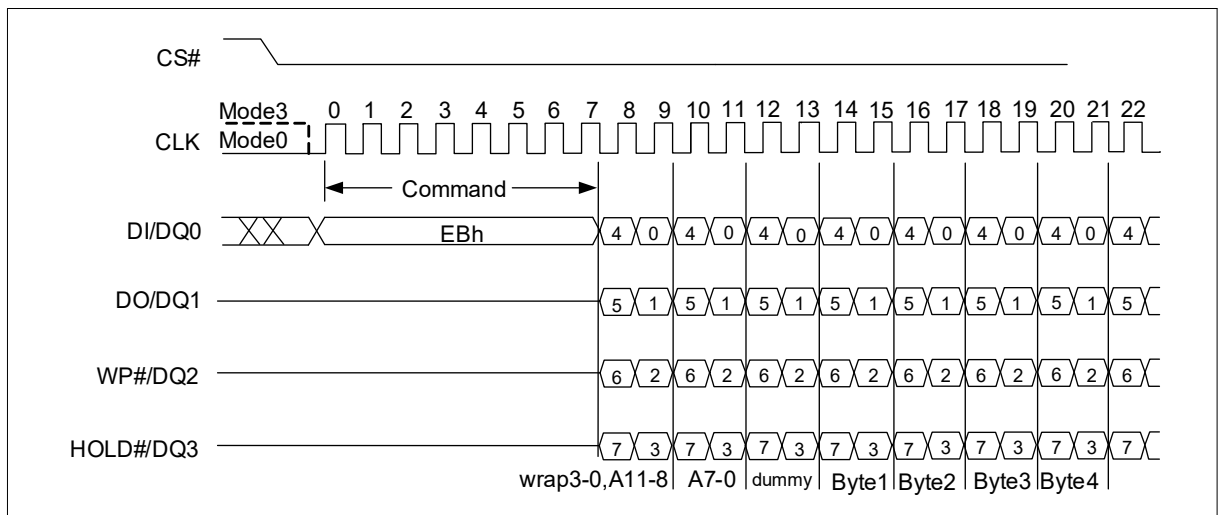 CS#
Mode3 0 1 2 3 4 5 6 7 8 9 10 11 12 13 14 15 16 17 18 19 20 21 22
CLK Mode0
Command
DI/DQ0 EBh 4 0 4 0 4 0 4 0 4 0 4 0 4 0 4
DO/DQ1 5 1 5 1 5 1 5 1 5 1 5 1 5 1 5
WP#/DQ2 6 2 6 2 6 2 6 2 6 2 6 2 6 2 6
HOLD#/DQ3 7 3 7 3 7 3 7 3 7 3 7 3 7 3 7
wrap3-0,A11-8 A7-0 dummy Byte1 Byte2 Byte3 Byte4